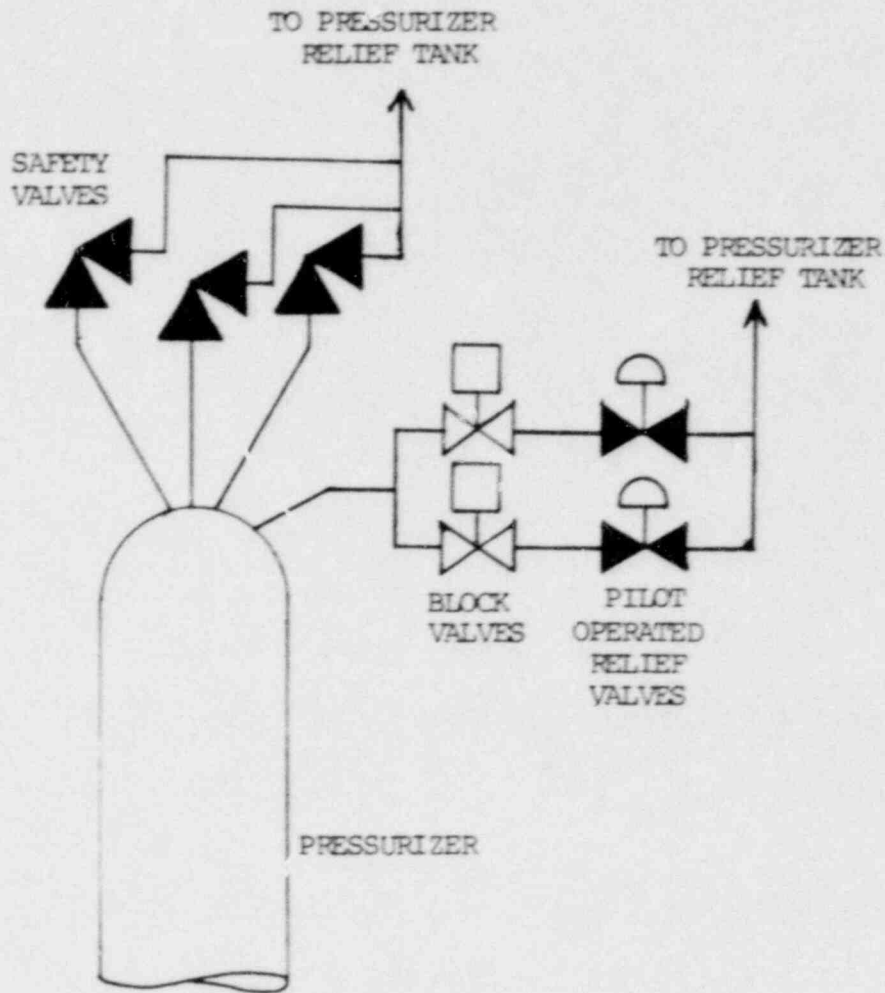 TO PRESSURIZER
RELIEF TANK
SAFETY
VALVES
TO PRESSURIZER
RELIEF TANK
BLOCK
VALVES
PILOT
OPERATED
RELIEF
VALVES
PRESSURIZER